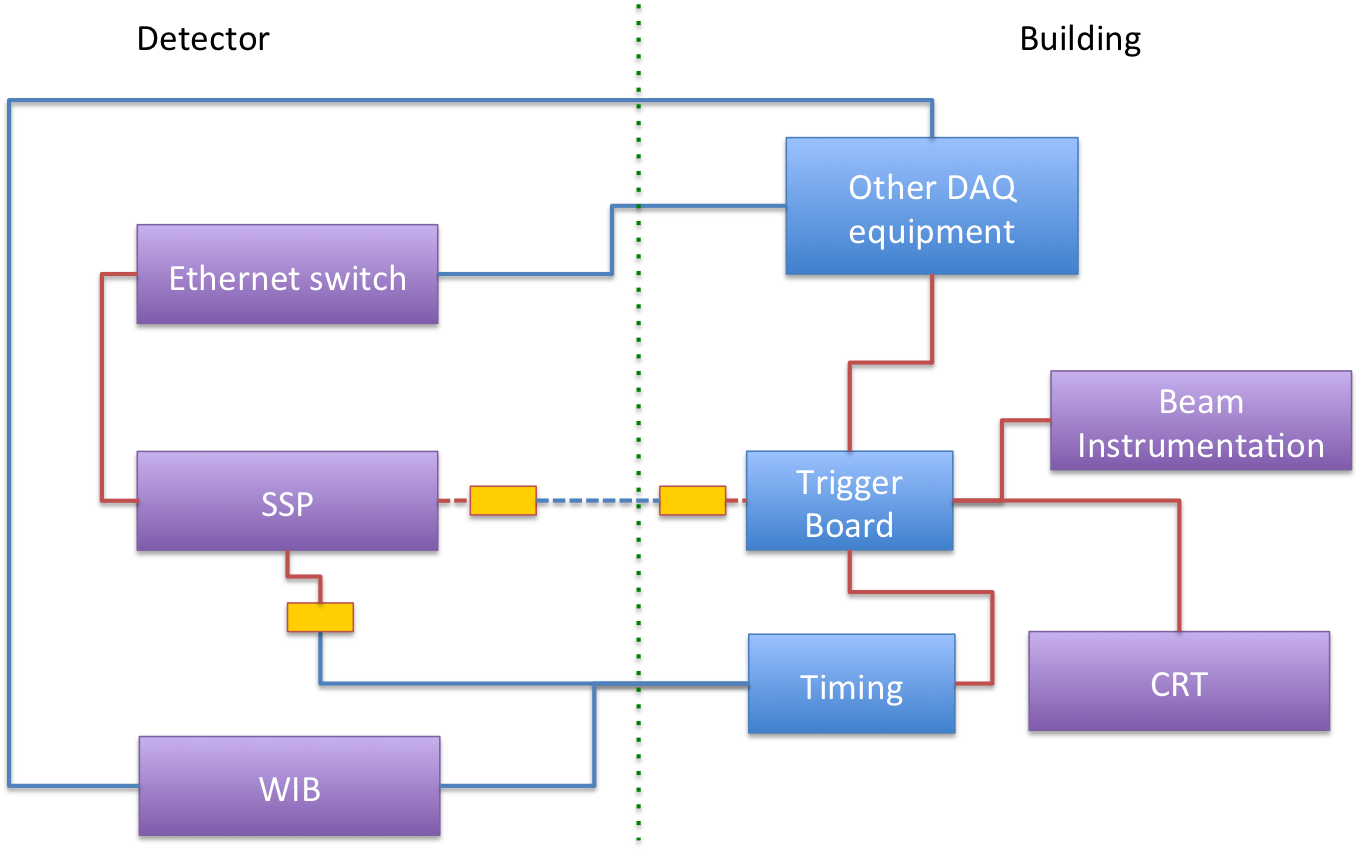 Detector
Building
Other DAQ
equipment
Ethernet switch
Beam
Instrumentation
SSP
Trigger
Board
Timing
CRT
WIB